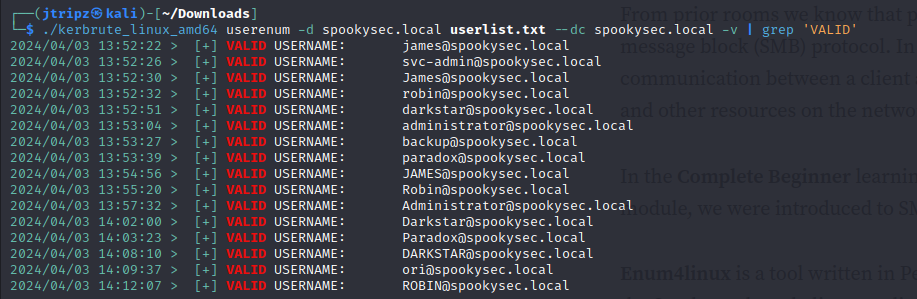 ┌──(jtripz㉿kali)-[~/Downloads]
└─$ ./kerbrute_linux_amd64 userenum -d spookysec.local userlist.txt --dc spookysec.local -v | grep 'VALID'
2024/04/03 13:52:22 >  [+] VALID USERNAME:       james@spookysec.local
2024/04/03 13:52:26 >  [+] VALID USERNAME:       svc-admin@spookysec.local
2024/04/03 13:52:30 >  [+] VALID USERNAME:       James@spookysec.local
2024/04/03 13:52:32 >  [+] VALID USERNAME:       robin@spookysec.local
2024/04/03 13:52:51 >  [+] VALID USERNAME:       darkstar@spookysec.local
2024/04/03 13:53:04 >  [+] VALID USERNAME:       administrator@spookysec.local
2024/04/03 13:53:27 >  [+] VALID USERNAME:       backup@spookysec.local
2024/04/03 13:53:39 >  [+] VALID USERNAME:       paradox@spookysec.local
2024/04/03 13:54:56 >  [+] VALID USERNAME:       JAMES@spookysec.local
2024/04/03 13:55:20 >  [+] VALID USERNAME:       Robin@spookysec.local
2024/04/03 13:57:32 >  [+] VALID USERNAME:       Administrator@spookysec.local
2024/04/03 14:02:00 >  [+] VALID USERNAME:       Darkstar@spookysec.local
2024/04/03 14:03:23 >  [+] VALID USERNAME:       Paradox@spookysec.local
2024/04/03 14:08:10 >  [+] VALID USERNAME:       DARKSTAR@spookysec.local
2024/04/03 14:09:37 >  [+] VALID USERNAME:       ori@spookysec.local
2024/04/03 14:12:07 >  [+] VALID USERNAME:       ROBIN@spookysec.local
From prior rooms we know that
message block (SMB) protocol. In
communication between a client
and other resources on the netwo
In the Complete Beginner learnin
module, we were introduced to
Enum4linux is a tool written in